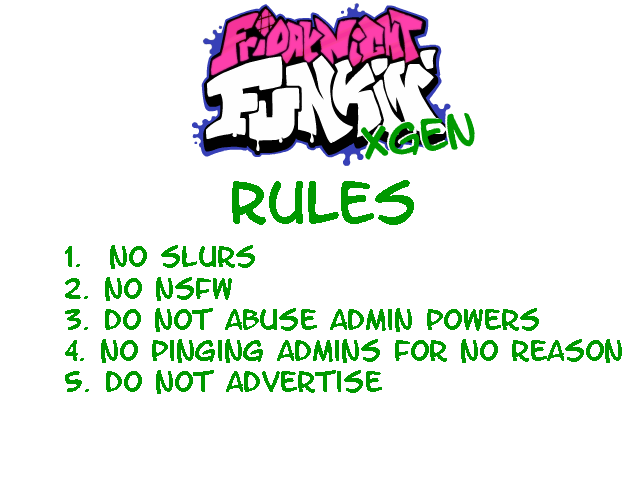 FRIDAY NIGHT
FUNKIN'
XGEN
RULES
1. NO SLURS
2. NO NSFW
3. DO NOT ABUSE ADMIN POWERS
4. NO PINGING ADMINS FOR NO REASON
5. DO NOT ADVERTISE